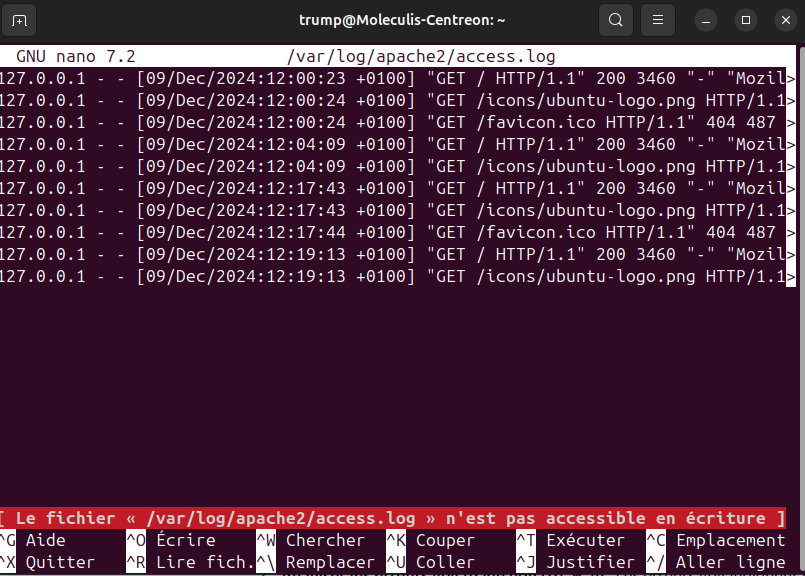 trump@Moleculis-Centreon: ~
GNU nano 7.2 /var/log/apache2/access.log
127.0.0.1 - - [09/Dec/2024:12:00:23 +0100] "GET / HTTP/1.1" 200 3460 "-" "Mozil>
127.0.0.1 - - [09/Dec/2024:12:00:24 +0100] "GET /icons/ubuntu-logo.png HTTP/1.1>
127.0.0.1 - - [09/Dec/2024:12:00:24 +0100] "GET /favicon.ico HTTP/1.1" 404 487 >
127.0.0.1 - - [09/Dec/2024:12:04:09 +0100] "GET / HTTP/1.1" 200 3460 "-" "Mozil>
127.0.0.1 - - [09/Dec/2024:12:04:09 +0100] "GET /icons/ubuntu-logo.png HTTP/1.1>
127.0.0.1 - - [09/Dec/2024:12:17:43 +0100] "GET / HTTP/1.1" 200 3460 "-" "Mozil>
127.0.0.1 - - [09/Dec/2024:12:17:43 +0100] "GET /icons/ubuntu-logo.png HTTP/1.1>
127.0.0.1 - - [09/Dec/2024:12:17:44 +0100] "GET /favicon.ico HTTP/1.1" 404 487 >
127.0.0.1 - - [09/Dec/2024:12:19:13 +0100] "GET / HTTP/1.1" 200 3460 "-" "Mozil>
127.0.0.1 - - [09/Dec/2024:12:19:13 +0100] "GET /icons/ubuntu-logo.png HTTP/1.1>
[ Le fichier « /var/log/apache2/access.log » n'est pas accessible en écriture ]
^G Aide ^O Écrire ^W Chercher ^K Couper ^T Exécuter ^C Emplacement
^X Quitter ^R Lire fich. ^\ Remplacer ^U Coller ^J Justifier ^/ Aller ligne